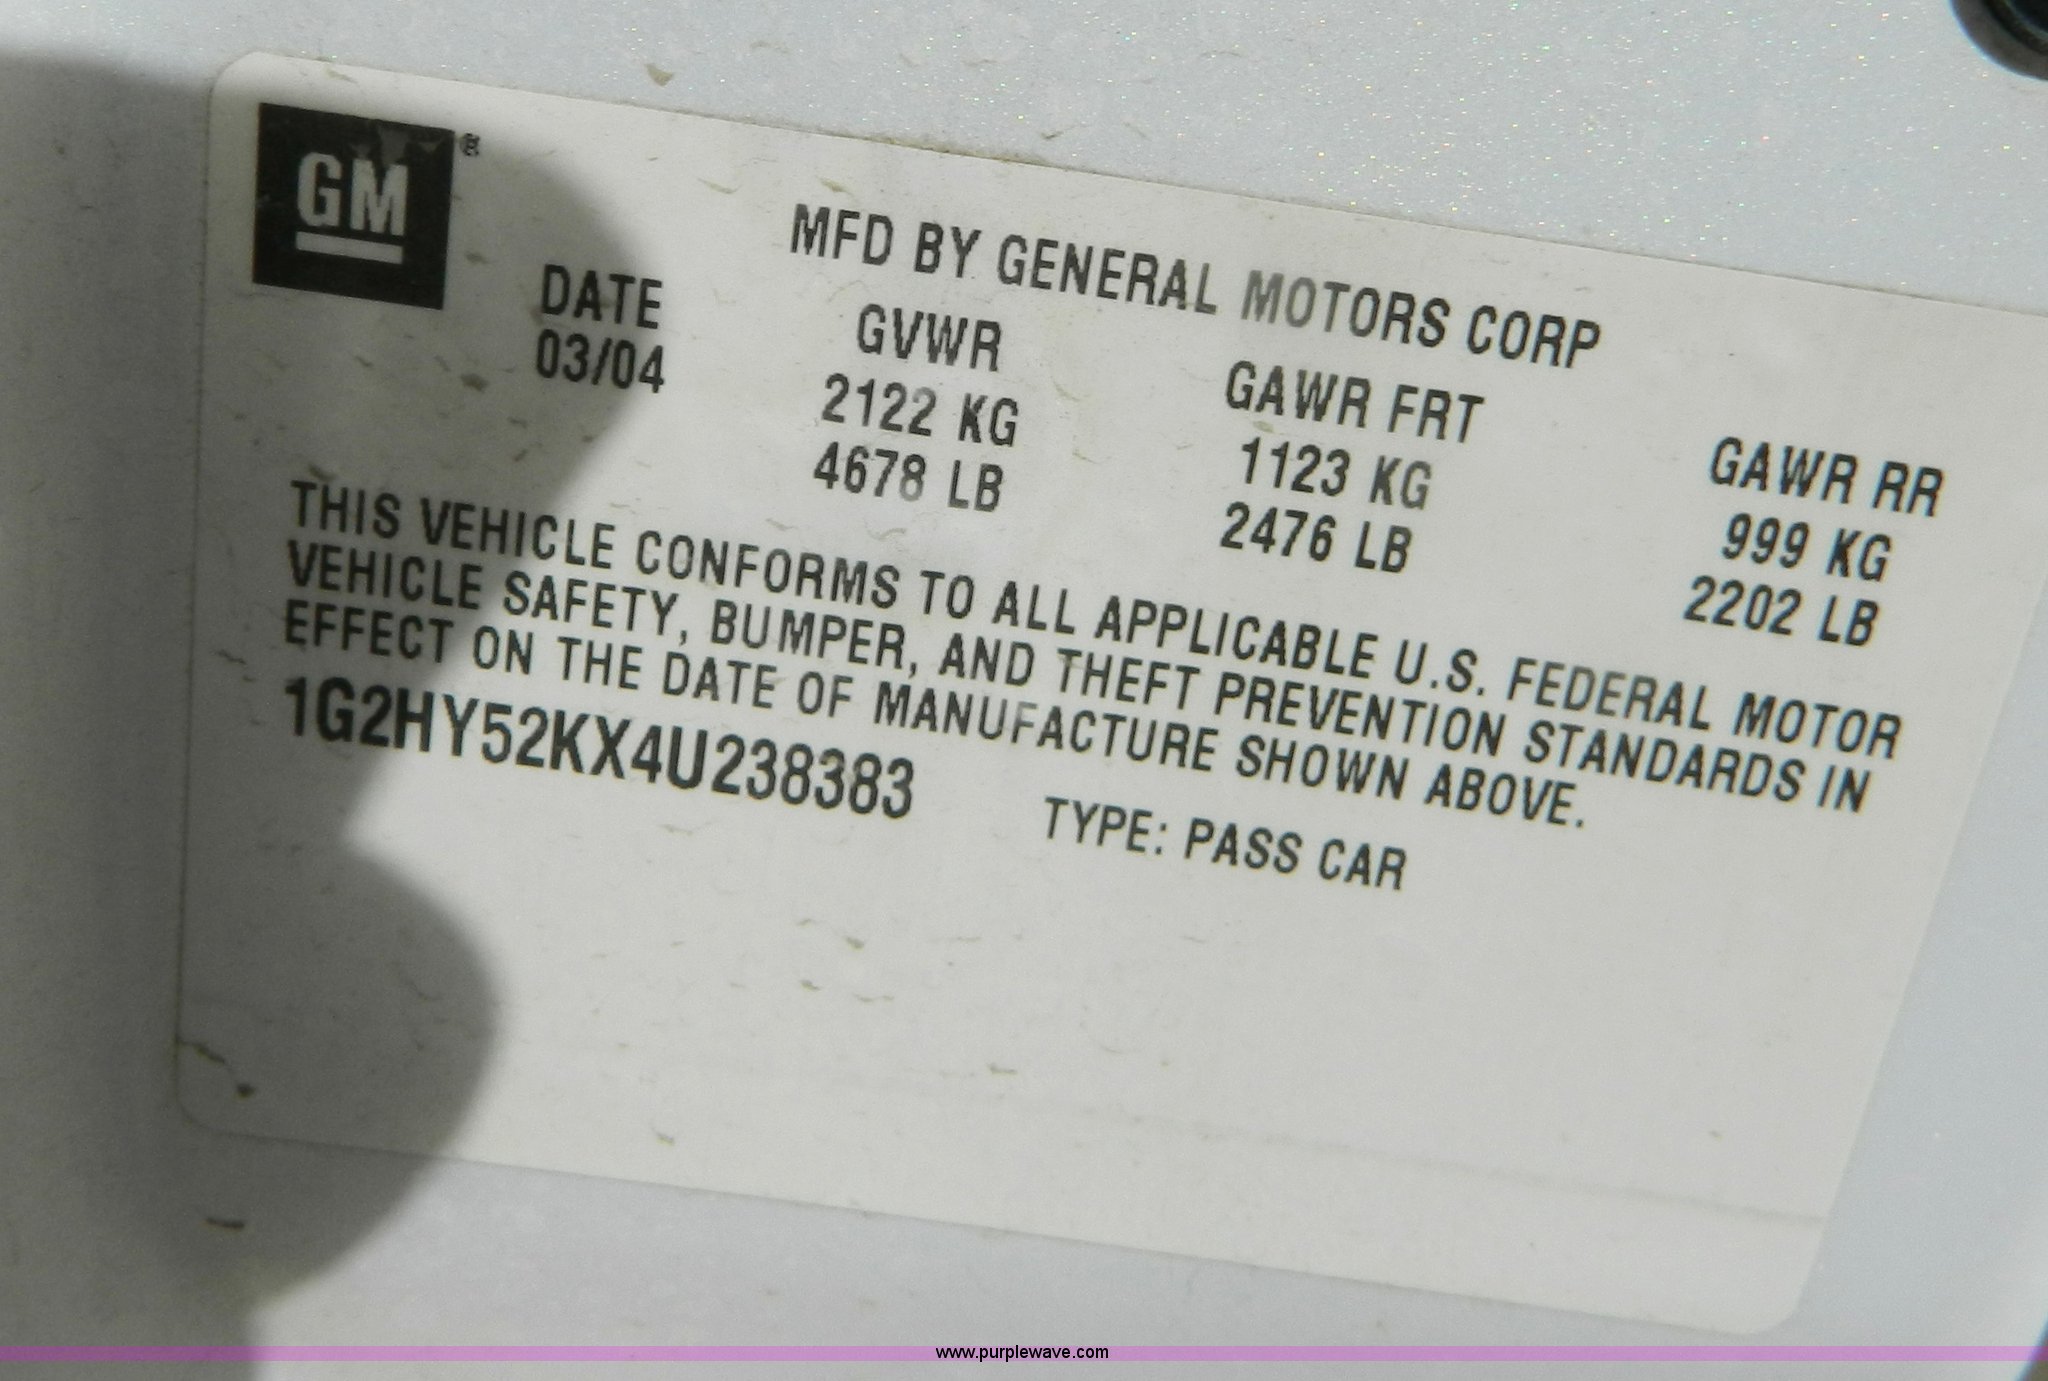 GM ®
MFD BY GENERAL MOTORS CORP
DATE GVWR GAWR FRT GAWR RR
03/04 2122 KG 1123 KG 999 KG
4678 LB 2476 LB 2202 LB
THIS VEHICLE CONFORMS TO ALL APPLICABLE U.S. FEDERAL MOTOR
VEHICLE SAFETY, BUMPER, AND THEFT PREVENTION STANDARDS IN
EFFECT ON THE DATE OF MANUFACTURE SHOWN ABOVE.
1G2HY52KX4U238383 TYPE: PASS CAR
www.purplewave.com